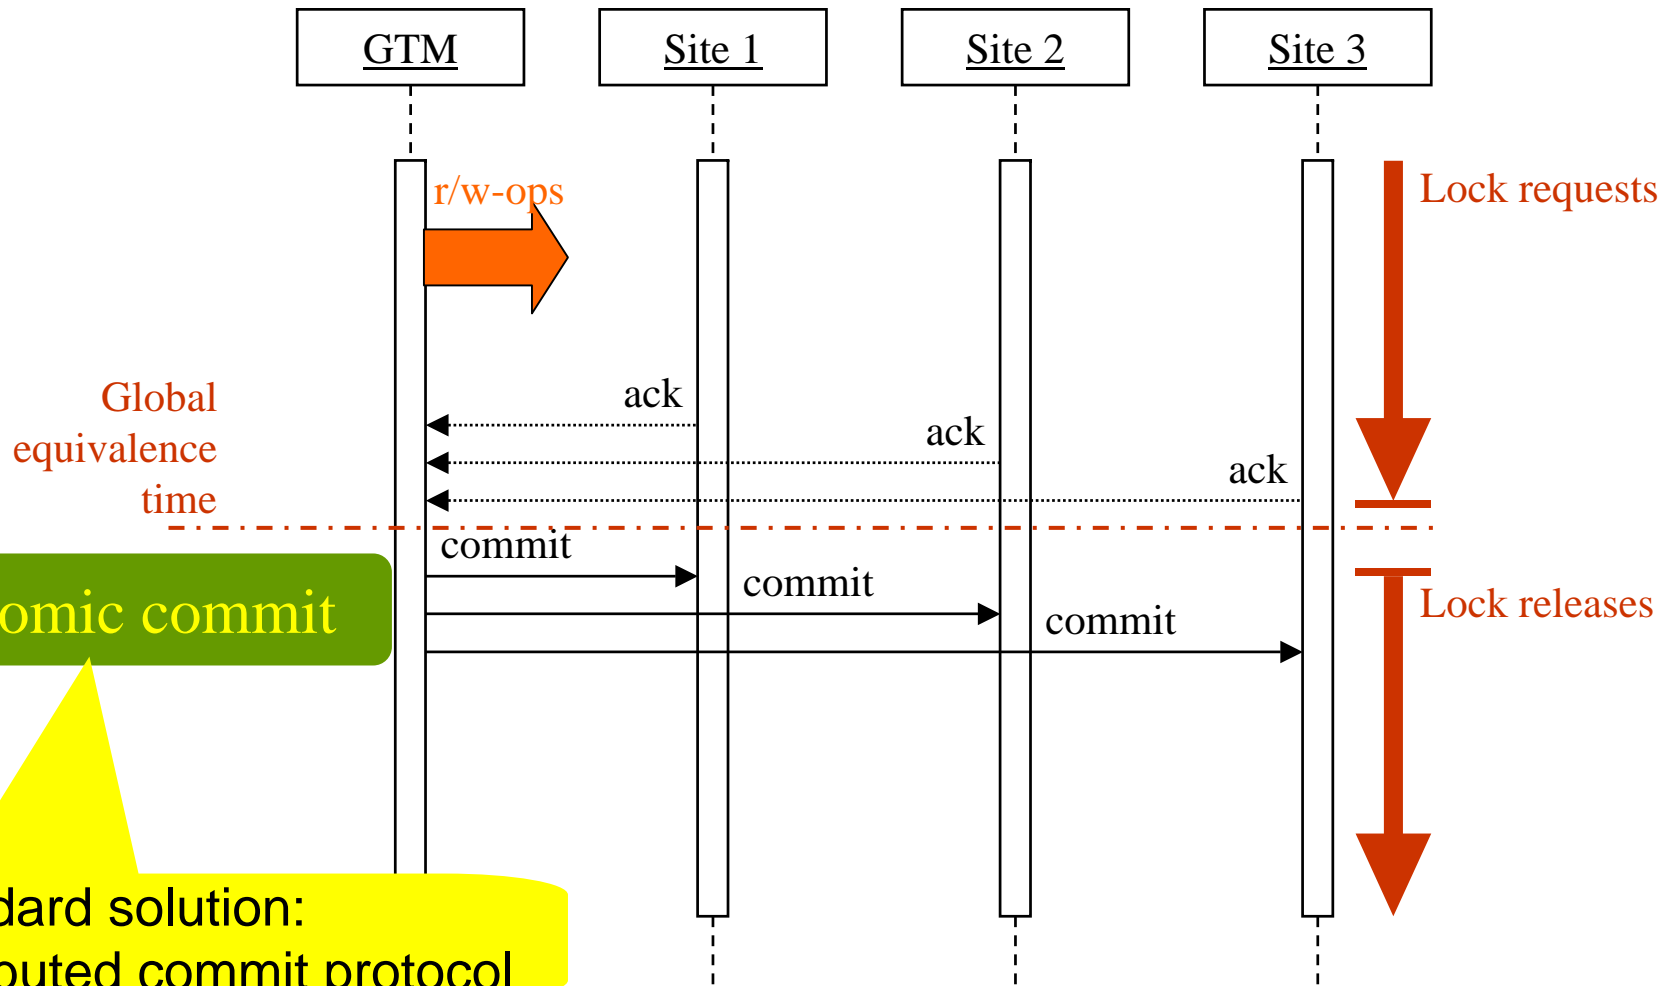 GTM
Site 1
Site 2
Site 3
r/w-ops
Lock requests
Global
equivalence
time
ack
ack
ack
commit
commit
commit
omic commit
Lock releases
dard solution:
buted commit protocol